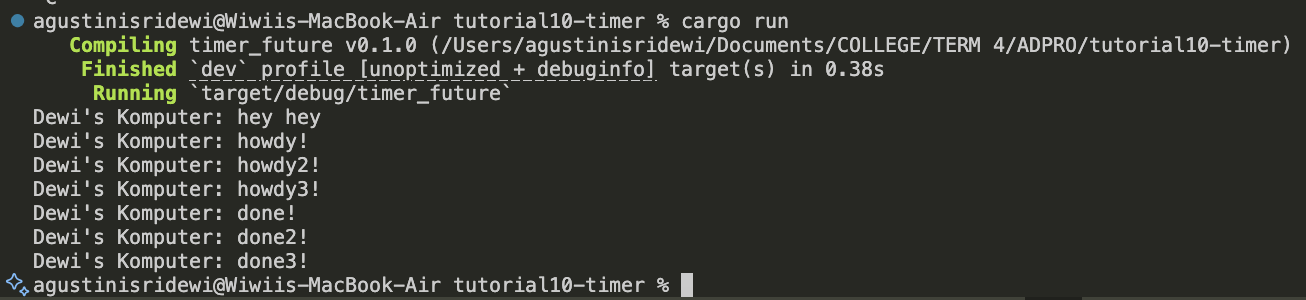 agustinisridewi@Wiwiis-MacBook-Air tutorial10-timer % cargo run
Compiling timer_future v0.1.0 (/Users/agustinisridewi/Documents/COLLEGE/TERM 4/ADPRO/tutorial10-timer)
Finished `dev` profile [unoptimized + debuginfo] target(s) in 0.38s
Running `target/debug/timer_future`
Dewi's Komputer: hey hey
Dewi's Komputer: howdy!
Dewi's Komputer: howdy2!
Dewi's Komputer: howdy3!
Dewi's Komputer: done!
Dewi's Komputer: done2!
Dewi's Komputer: done3!
agustinisridewi@Wiwiis-MacBook-Air tutorial10-timer %